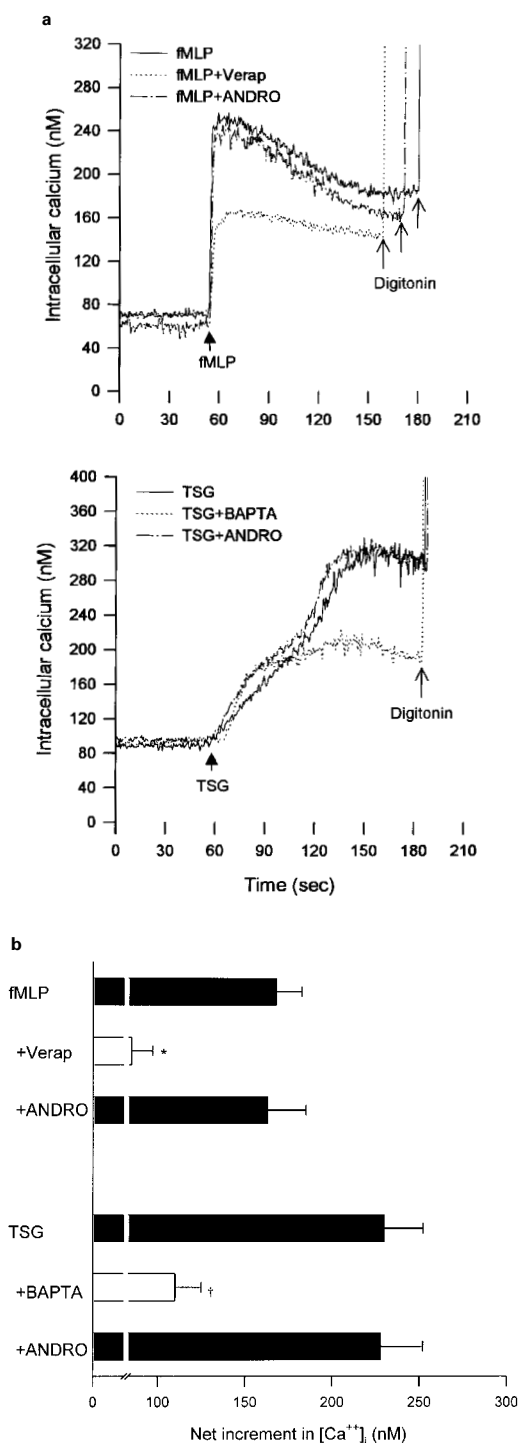 a
Intracellular calcium (nM)
320
280
240
200
160
120
80
40
0
fMLP
fMLP+Verap
fMLP+ANDRO
Digitonin
fMLP
0 30 60 90 120 150 180 210
Intracellular calcium (nM)
400
360
320
280
240
200
160
120
80
40
0
TSG
TSG+BAPTA
TSG+ANDRO
Digitonin
TSG
0 30 60 90 120 150 180 210
Time (sec)
b
fMLP
+Verap *
+ANDRO
TSG
+BAPTA †
+ANDRO
0 100 150 200 250 300
Net increment in [Ca++]i (nM)